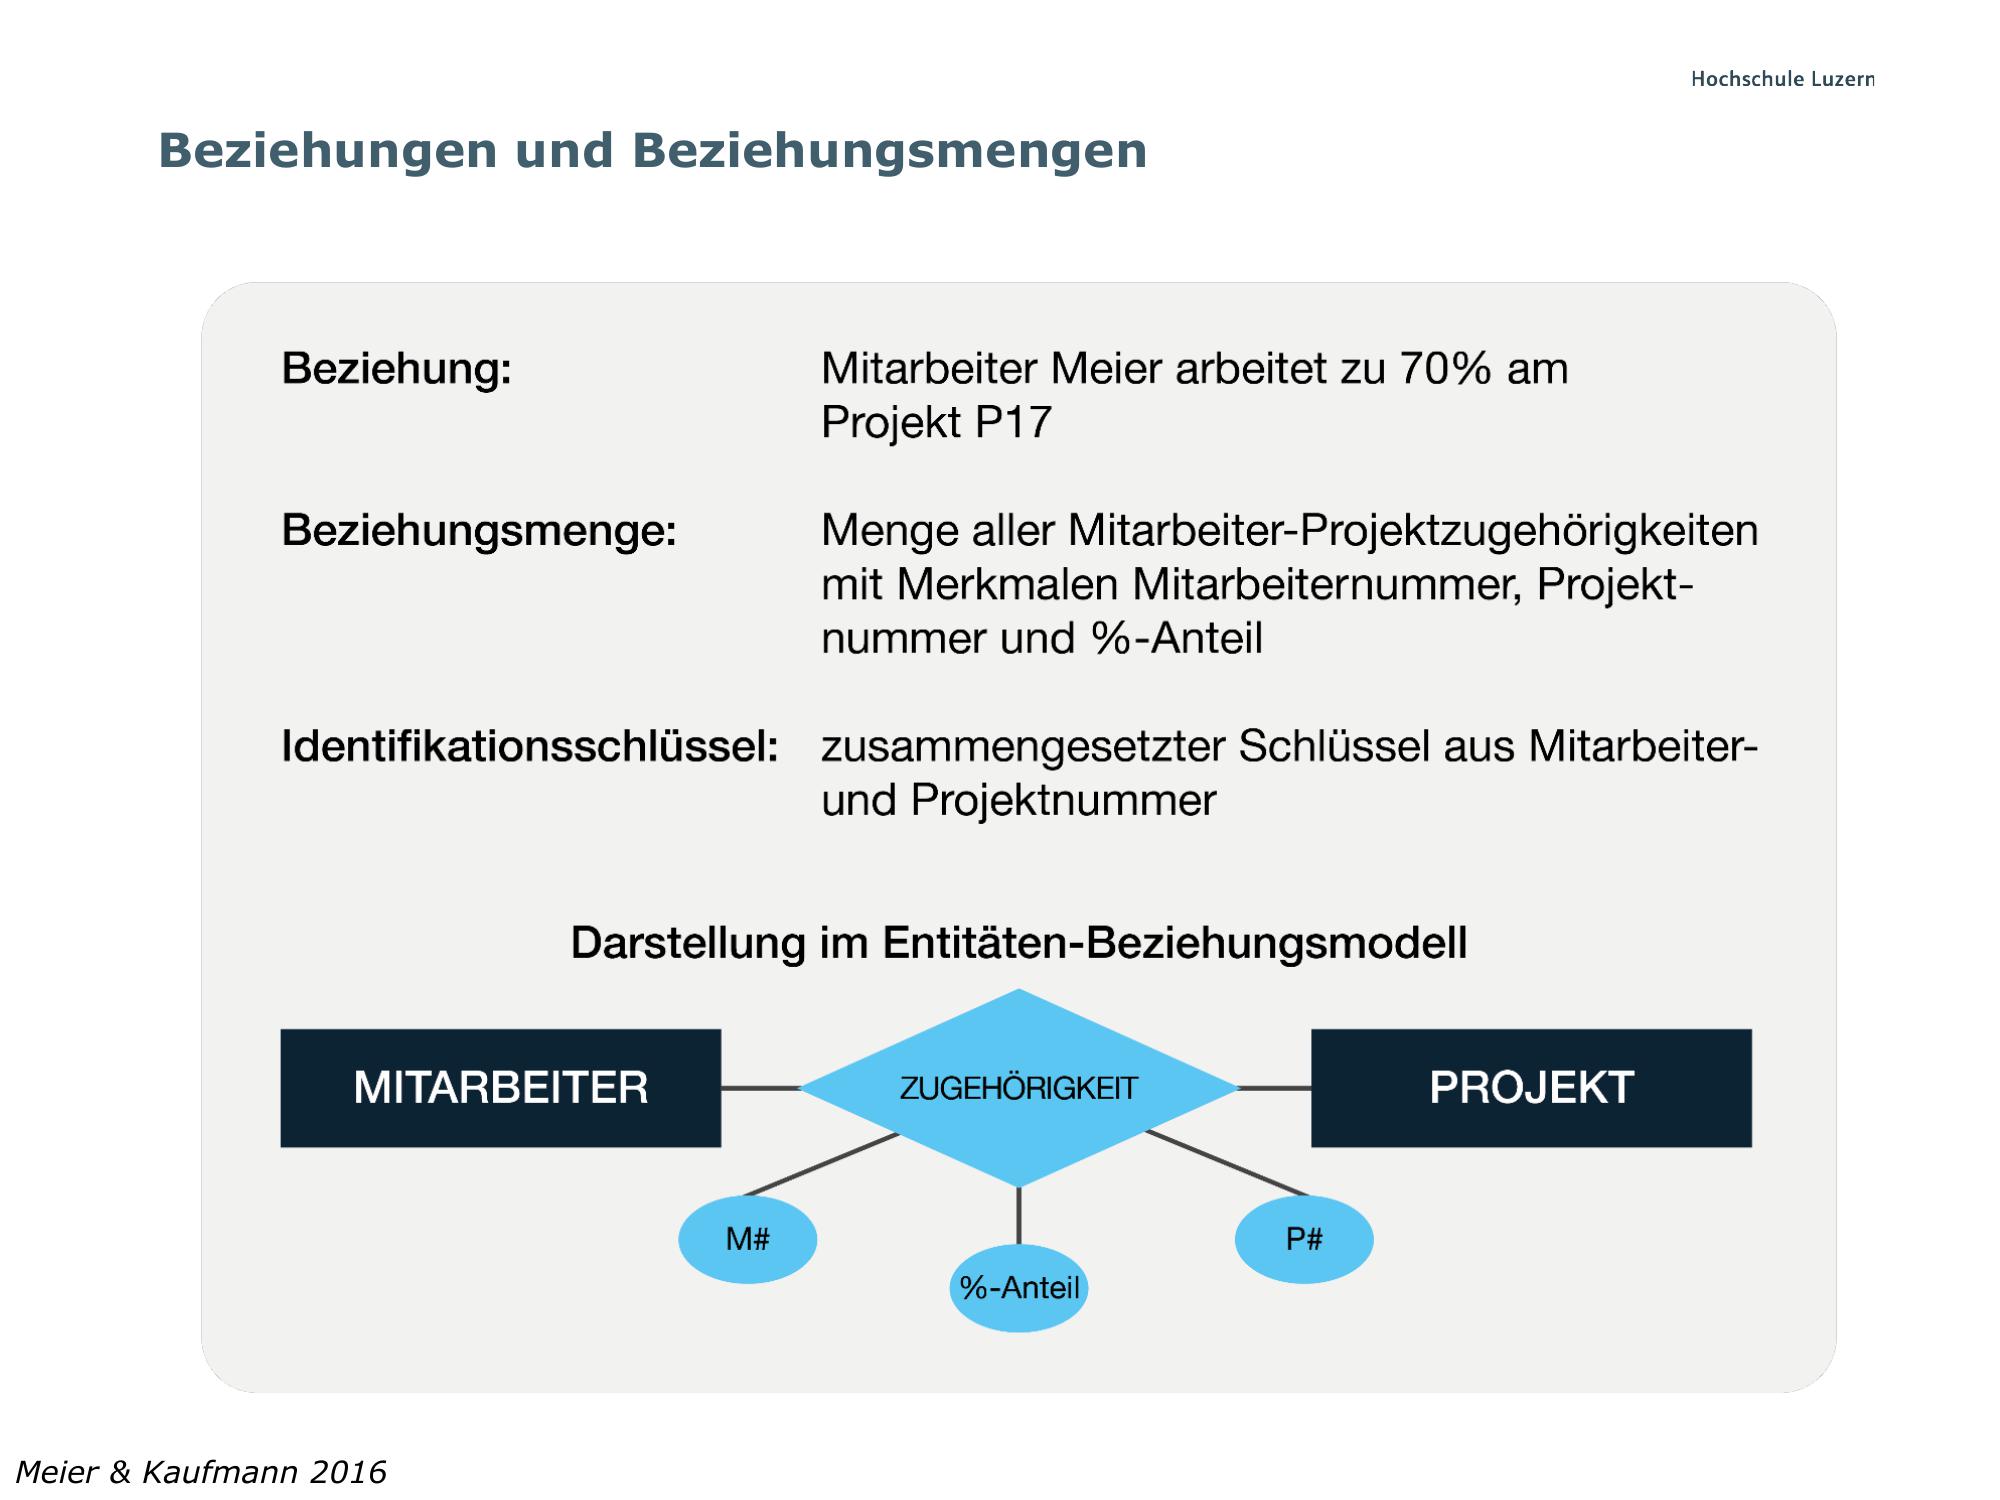 Hochschule Luzern
Beziehungen und Beziehungsmengen
Beziehung: Mitarbeiter Meier arbeitet zu 70% am
Projekt P17
Beziehungsmenge: Menge aller Mitarbeiter-Projektzugehörigkeiten
mit Merkmalen Mitarbeiternummer, Projekt-
nummer und %-Anteil
Identifikationsschlüssel: zusammengesetzter Schlüssel aus Mitarbeiter-
und Projektnummer
Darstellung im Entitäten-Beziehungsmodell
MITARBEITER ZUGEHÖRIGKEIT PROJEKT
M# P#
%-Anteil
Meier & Kaufmann 2016